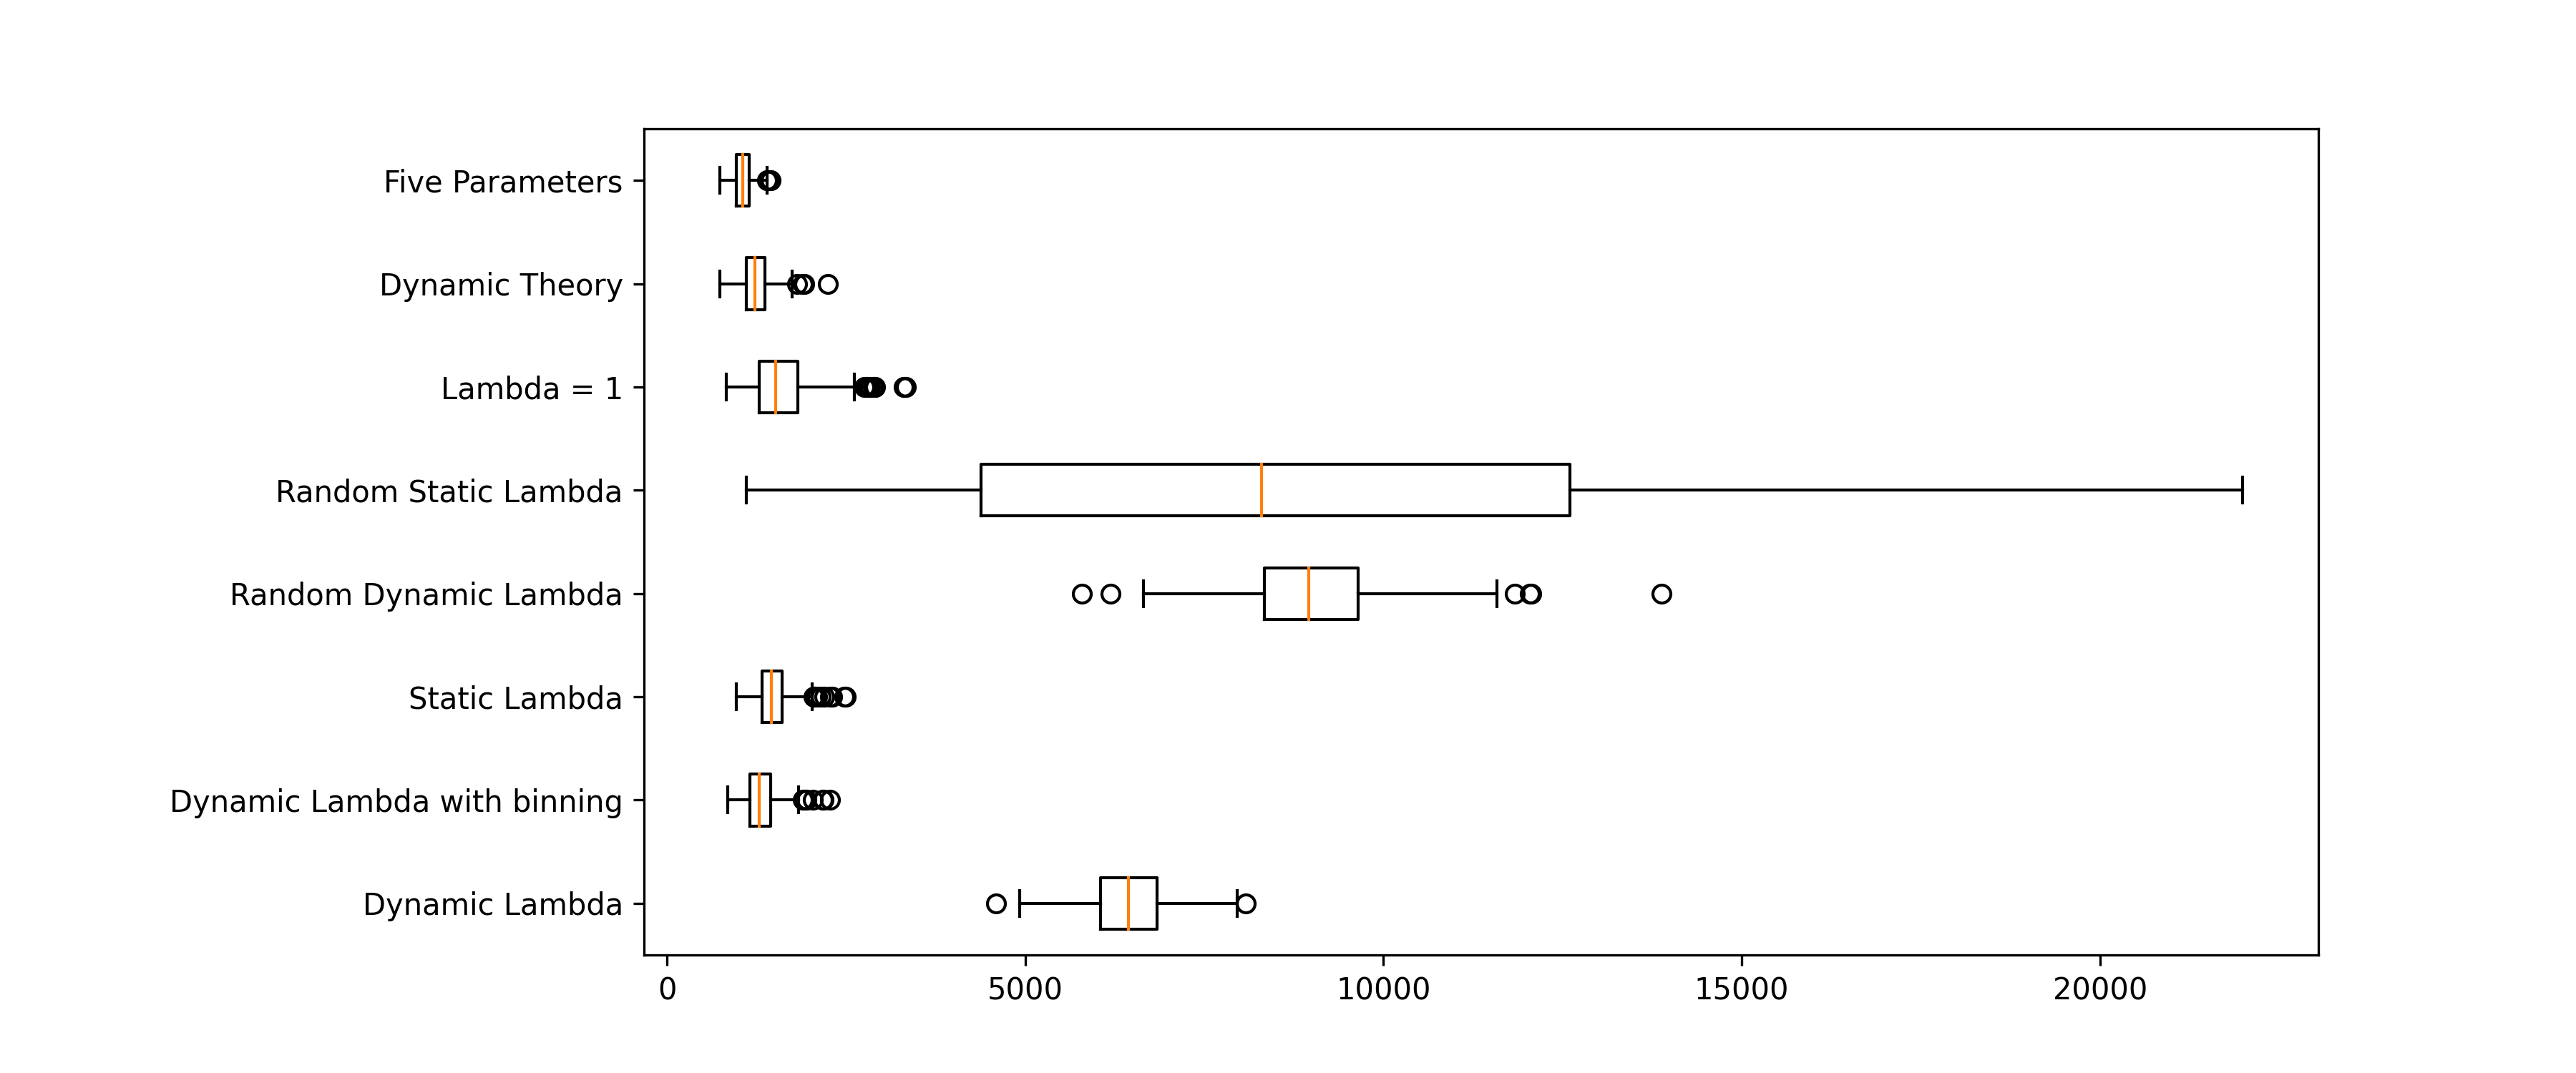 Five Parameters
Dynamic Theory
Lambda = 1
Random Static Lambda
Random Dynamic Lambda
Static Lambda
Dynamic Lambda with binning
Dynamic Lambda
0 5000 10000 15000 20000